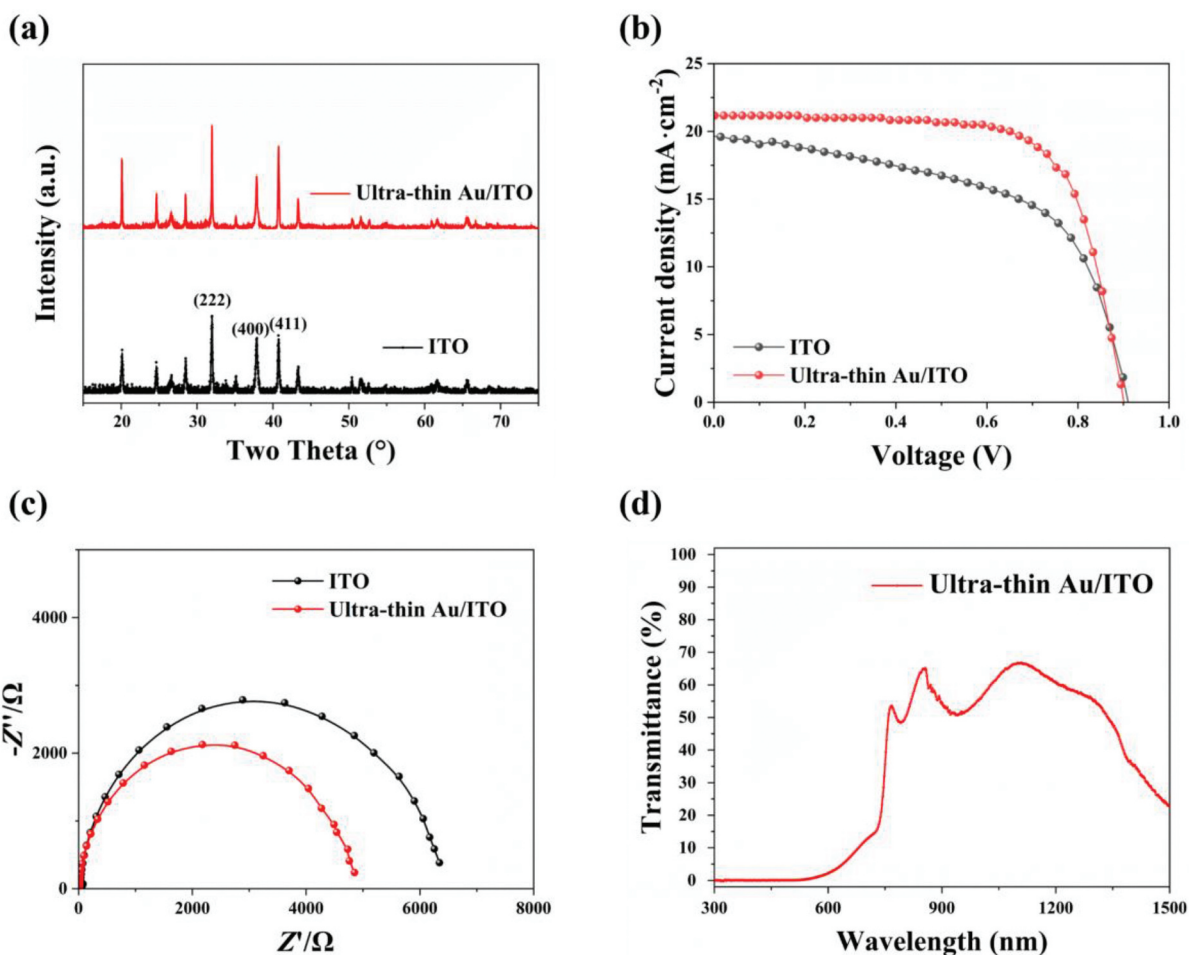 (a)
Intensity (a.u.)
Ultra-thin Au/ITO
(222)
(400)
(411)
ITO
20 30 40 50 60 70
Two Theta (°)
(b)
Current density (mA·cm⁻²)
25
20
15
10
5
0
ITO
Ultra-thin Au/ITO
0.0 0.2 0.4 0.6 0.8 1.0
Voltage (V)
(c)
-Z''/Ω
4000
2000
0
ITO
Ultra-thin Au/ITO
0 2000 4000 6000 8000
Z'/Ω
(d)
Transmittance (%)
100
90
80
70
60
50
40
30
20
10
0
Ultra-thin Au/ITO
300 600 900 1200 1500
Wavelength (nm)